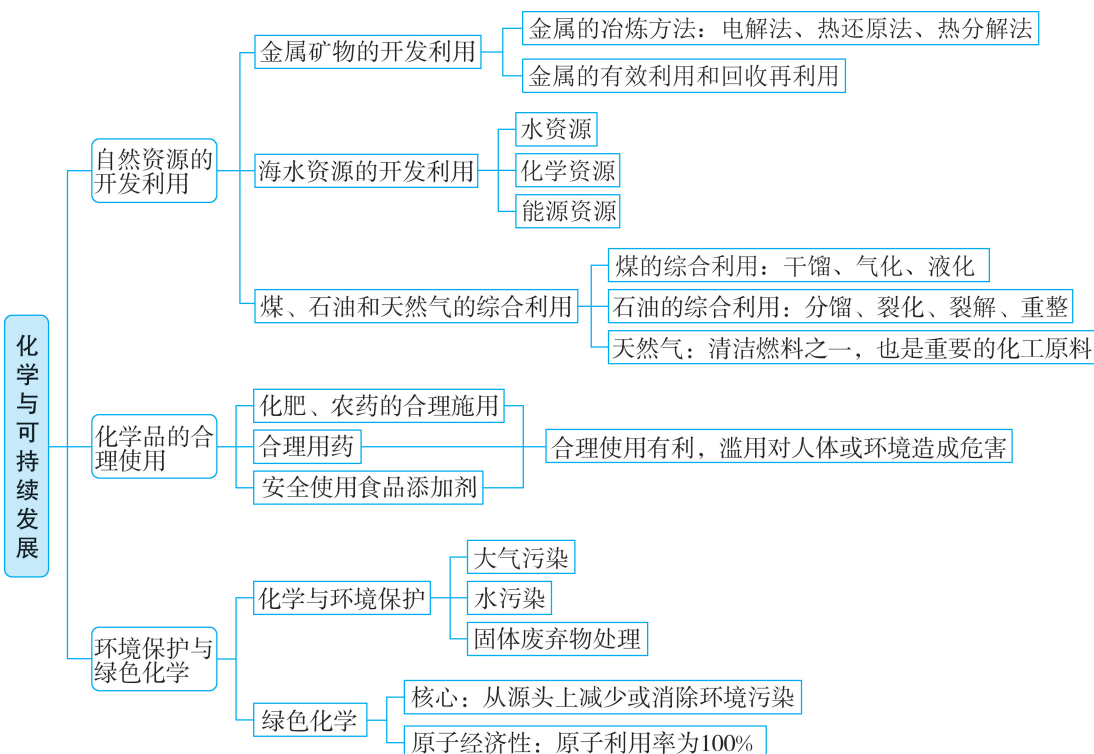 化学与可持续发展
自然资源的
开发利用
金属矿物的开发利用
金属的冶炼方法：电解法、热还原法、热分解法
金属的有效利用和回收再利用
海水资源的开发利用
水资源
化学资源
能源资源
煤、石油和天然气的综合利用
煤的综合利用：干馏、气化、液化
石油的综合利用：分馏、裂化、裂解、重整
天然气：清洁燃料之一，也是重要的化工原料
化学品的合
理使用
化肥、农药的合理施用
合理用药
安全使用食品添加剂
合理使用有利，滥用对人体或环境造成危害
环境保护与
绿色化学
化学与环境保护
大气污染
水污染
固体废弃物处理
绿色化学
核心：从源头上减少或消除环境污染
原子经济性：原子利用率为100%